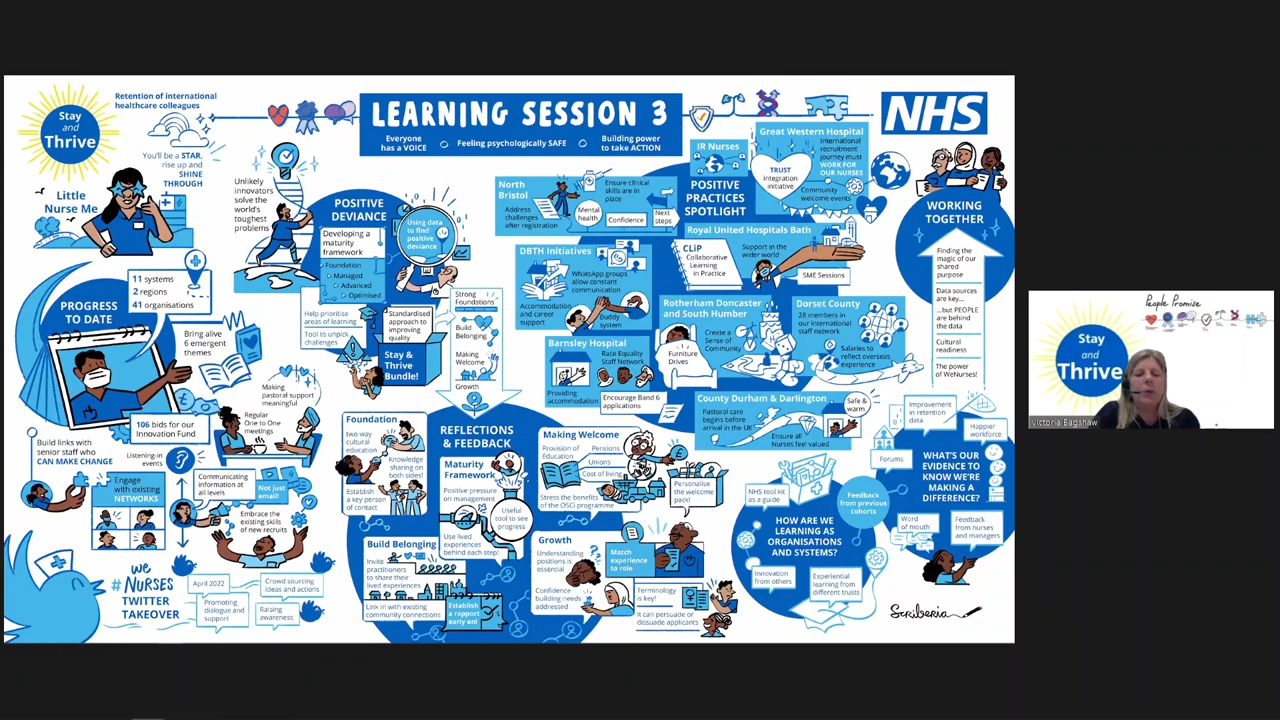 Stay
and
Thrive
Retention of international
healthcare colleagues
LEARNING SESSION 3
Everyone
has a VOICE
Feeling psychologically SAFE
Building power
to take ACTION
NHS
You'll be a STAR,
rise up and
SHINE
THROUGH
Little
Nurse Me
Unlikely
innovators
solve the
world's
toughest
problems
POSITIVE
DEVIANCE
Developing a
maturity
framework
Foundation
Managed
Advanced
Optimised
Using data
to find
positive
deviance
Help prioritise
areas of learning
Tool to unpick
challenges
Standardised
approach to
improving
quality
Stay &
Thrive
Bundle!
Strong
Foundations
Build
Belonging
Making
Welcome
Growth
PROGRESS
TO DATE
11 systems
2 regions
41 organisations
Bring alive
6 emergent
themes
106 bids for our
Innovation Fund
Making
pastoral support
meaningful
Regular
One to One
meetings
Build links with
senior staff who
CAN MAKE CHANGE
Listening-in
events
Engage
with existing
NETWORKS
Communicating
information at
all levels
Not just
email!
Embrace the
existing skills
of new recruits
we
#NURSES
TWITTER
TAKEOVER
April 2022
Promoting
dialogue and
support
Crowd sourcing
ideas and actions
Raising
awareness
POSITIVE
PRACTICES
SPOTLIGHT
IR Nurses
North
Bristol
Address
challenges
after registration
Ensure clinical
skills are in
place
Mental
health
Confidence
Next
steps
Great Western Hospital
TRUST
integration
initiative
International
recruitment
journey must
WORK FOR
OUR NURSES
Community
welcome events
DBTH Initiatives
WhatsApp groups
allow constant
communication
Accommodation
and career
support
Buddy
system
Royal United Hospitals Bath
CLiP
Collaborative
Learning
in Practice
Support in the
wider world
SME Sessions
Rotherham Doncaster
and South Humber
Create a
Sense of
Community
Furniture
Drives
Dorset County
28 members in
our International
staff network
Salaries to
reflect overseas
experience
Barnsley Hospital
Race Equality
Staff Network
Providing
accommodation
Encourage Band 6
applications
County Durham & Darlington
Pastoral care
begins before
arrival in the UK
Ensure all
Nurses feel valued
Safe &
warm
WORKING
TOGETHER
Finding the
magic of our
shared
purpose
Data sources
are key...
...but PEOPLE
are behind
the data
Cultural
readiness
The power
of WeNurses!
REFLECTIONS
& FEEDBACK
Foundation
two way
cultural
education
Knowledge
sharing on
both sides!
Establish
a key person
of contact
Maturity
Framework
Positive pressure
on management
Useful
tool to see
progress
Use lived
experiences
behind each step!
Build Belonging
Invite
practitioners
to share their
lived experiences
Link in with existing
community connections
Establish
a rapport
early on!
Making Welcome
Provision of
Education
Pensions
Unions
Cost of living
Stress the benefits
of the OSCi programme
Personalise
the welcome
pack!
Growth
Understanding
positions is
essential
Match
experience
to role
Confidence
building needs
addressed
Terminology
is key!
It can persuade or
dissuade applicants
HOW ARE WE
LEARNING AS
ORGANISATIONS
AND SYSTEMS?
NHS tool kit
as a guide
Feedback
from previous
cohorts
Innovation
from others
Experiential
learning from
different trusts
WHAT'S OUR
EVIDENCE TO
KNOW WE'RE
MAKING A
DIFFERENCE?
Improvement
in retention
data
Happier
workforce
Forums
Word
of mouth
Feedback
from nurses
and managers
Scriberia
People Promise
Stay
and
Thrive
Victoria Bagshaw